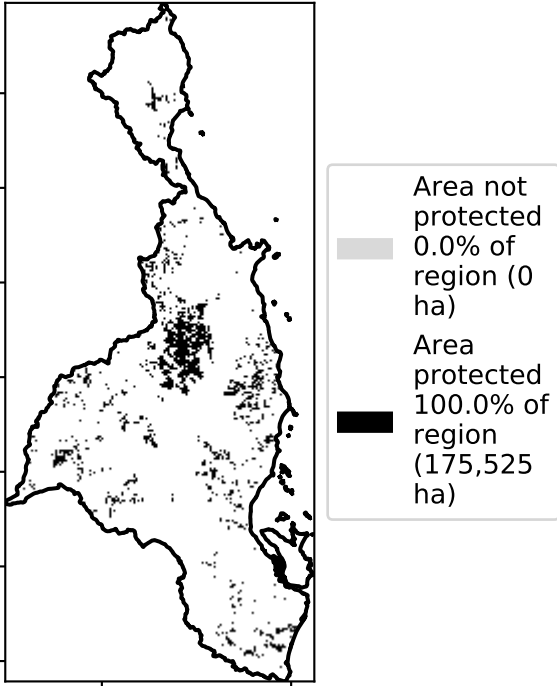 Area not
protected
0.0% of
region (0
ha)
Area
protected
100.0% of
region
(175,525
ha)